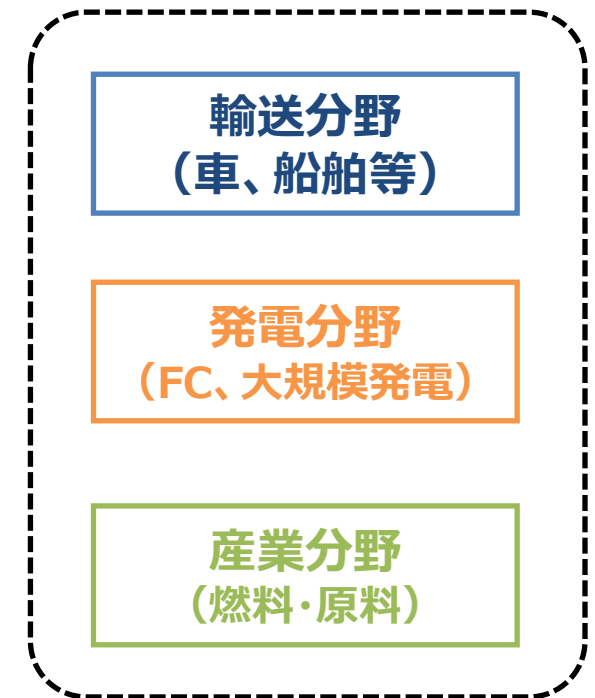 輸送分野
（車、船舶等）
発電分野
（FC、大規模発電）
産業分野
（燃料・原料）